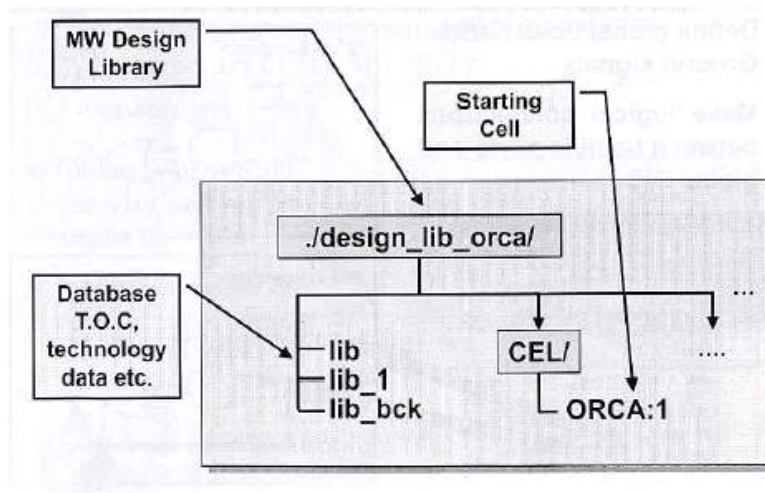 MW Design
Library
Starting
Cell
./design_lib_orca/
Database
T.O.C,
technology
data etc.
lib
lib_1
lib_bck
CEL/
ORCA:1
...
....